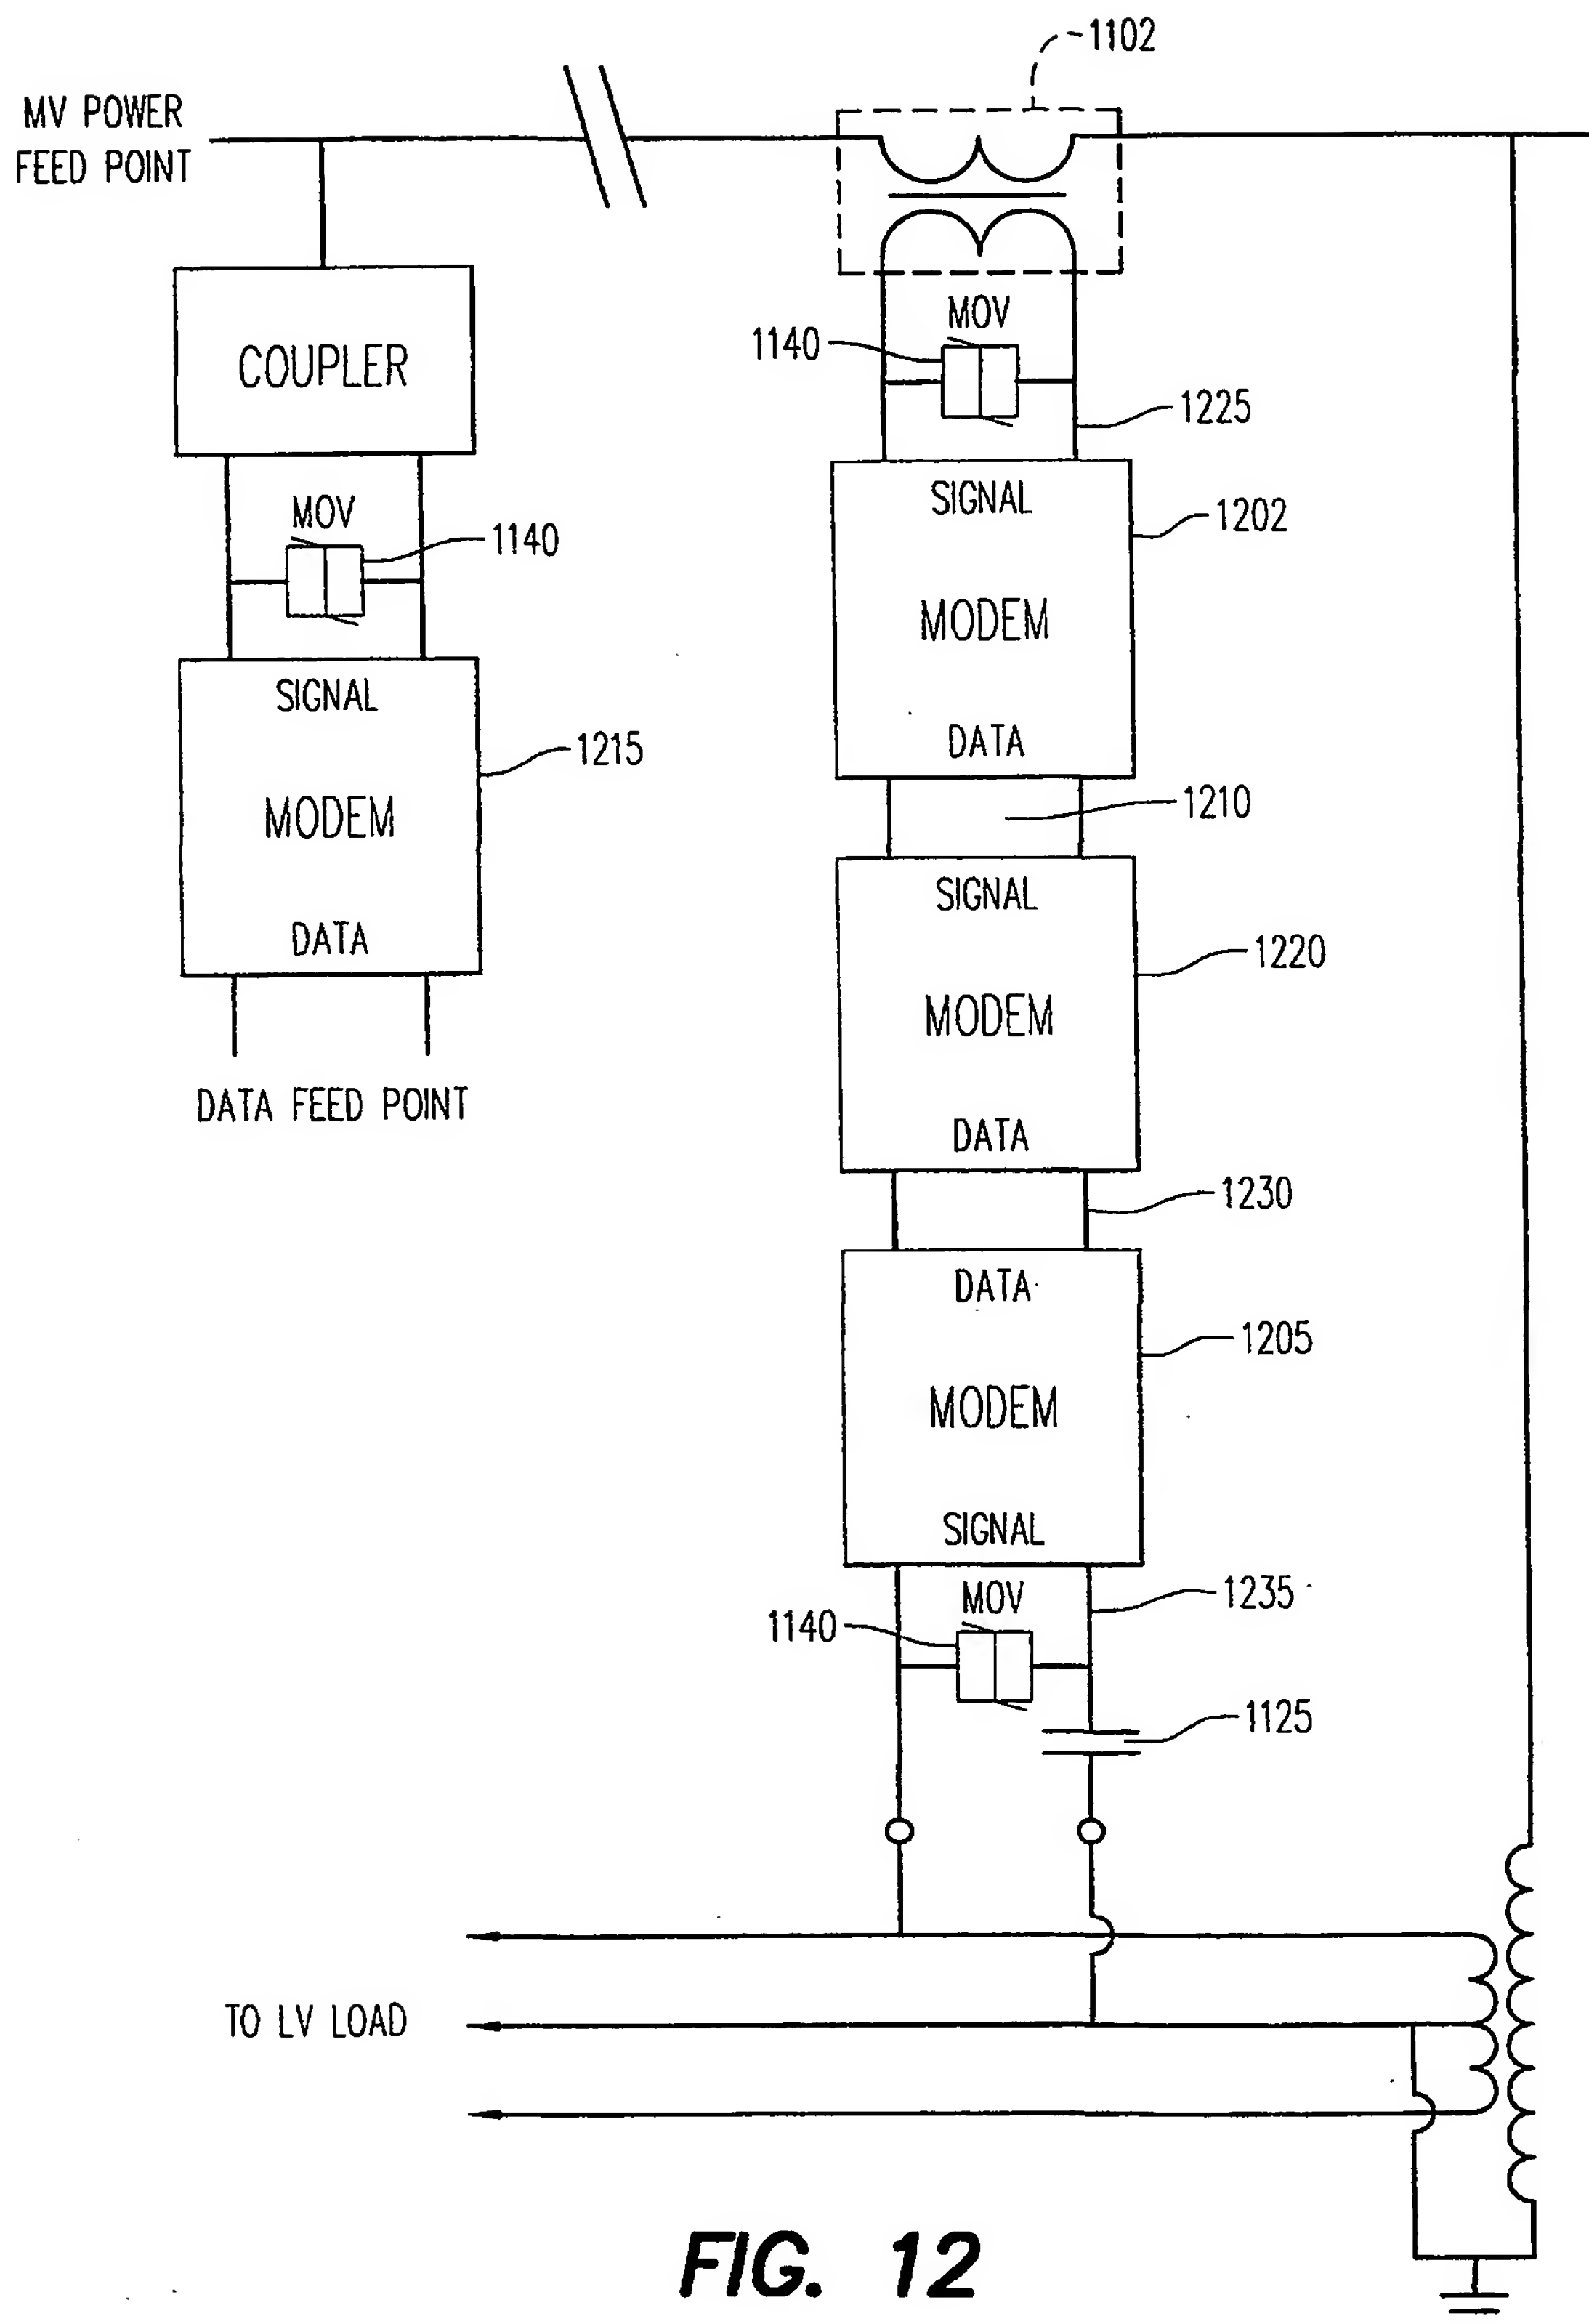 1102
MV POWER
FEED POINT
COUPLER
MOV
1140
1225
SIGNAL
1202
MODEM
DATA
MOV
1140
SIGNAL
1215
MODEM
DATA
DATA FEED POINT
1210
SIGNAL
1220
MODEM
DATA
1230
DATA
1205
MODEM
SIGNAL
MOV
1235
1140
1125
TO LV LOAD
FIG. 12